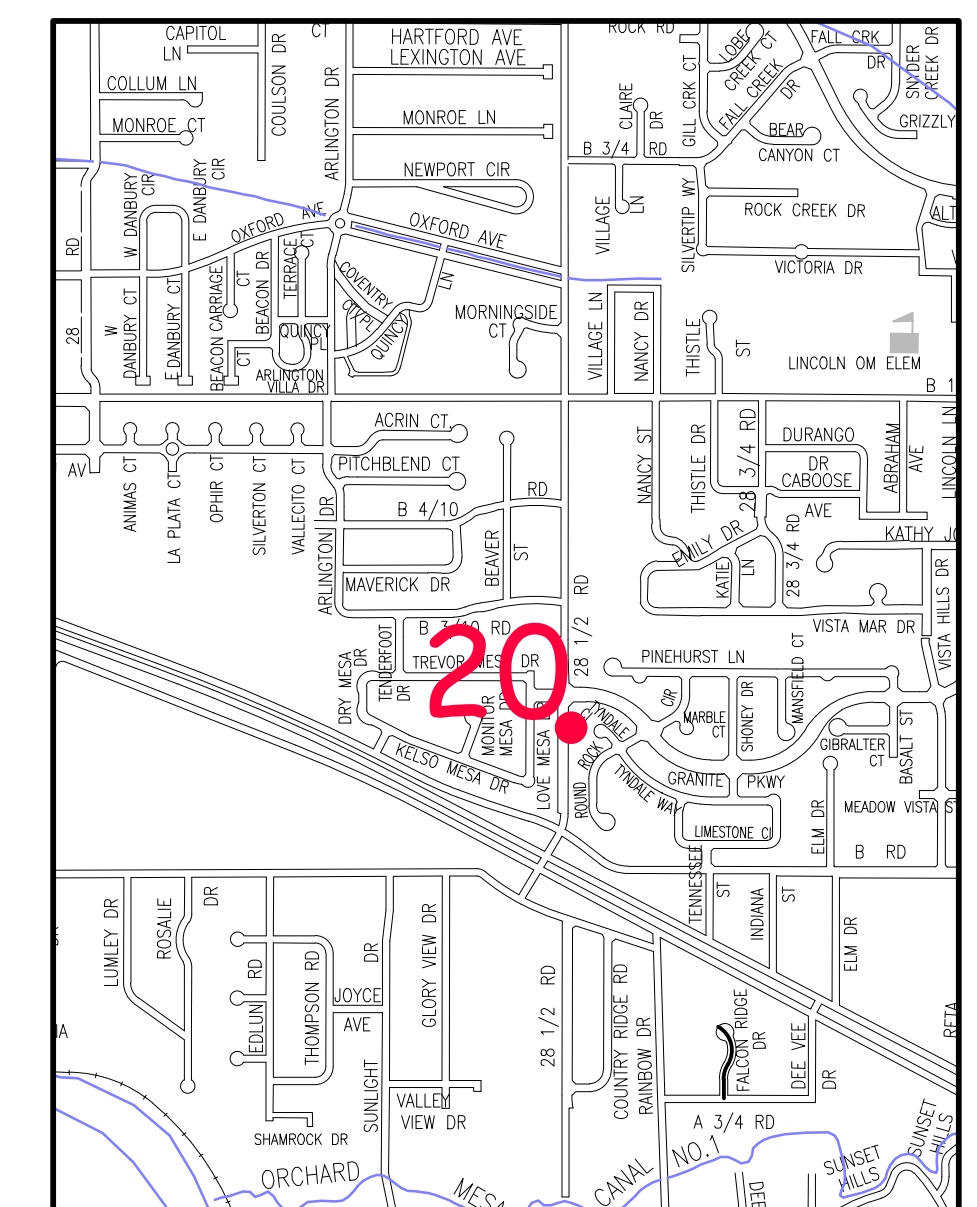 CAPITOL
LN
CT
COULSON DR
ARLINGTON DR
HARTFORD AVE
LEXINGTON AVE
COLLUM LN
MONROE CT
MONROE LN
NEWPORT CIR
ROCK RD
LOBE
CREEK CT
FALL CREEK
DR
FALL CRK
DR
SNYDER
CREEK DR
GILL CRK CT
CLAIRE
DR
BEAR
CANYON CT
GRIZZLY
B 3/4 RD
VILLAGE
LN
SILVERTIP WY
ROCK CREEK DR
ALT
VICTORIA DR
W DANBURY
CIR
E DANBURY
CIR
OXFORD AVE
OXFORD AVE
28 RD
W
DANBURY CT
E DANBURY CT
BEACON CARRIAGE
CT
CT
BEACON DR
TERRACE
CT
COVENTRY
CT/PL
QUINCY
LN
QUINCY
PL
ARLINGTON
VILLA DR
MORNINGSIDE
CT
VILLAGE LN
NANCY DR
THISTLE
ST
LINCOLN OM ELEM
B 1
AV
ANIMAS CT
LA PLATA CT
OPHIR CT
SILVERTON CT
VALLECITO CT
ACRIN CT.
PITCHBLEND CT
ARLINGTON DR
B 4/10 RD
BEAVER
ST
MAVERICK DR
NANCY ST
THISTLE DR
28 3/4 RD
DURANGO
DR
CABOOSE
AVE
ABRAHAM
AVE
LINCOLN LN
KATHY JO
EMILY DR
KATIE
LN
28 3/4 RD
VISTA MAR DR
VISTA HILLS DR
28 1/2 RD
B 3/10 RD
TREVOR MESA DR
TENDERFOOT
DR
DRY MESA
DR
20
MONITOR
MESA DR
LOVE MESA DR
KELSO MESA DR
PINEHURST LN
CIR
MARBLE
CT
SHONEY DR
MANSFIELD CT
TYNDALE
CT
ROUND ROCK
TYNDALE WAY
GRANITE PKWY
GIBRALTER
CT
BASALT ST
MEADOW VISTA ST
ELM DR
LIMESTONE CI
B RD
TENNESSEE
ST
INDIANA
ST
ELM DR
LUMLEY DR
ROSALIE
DR
EDLUN RD
THOMPSON RD
JOYCE
AVE
DR
SUNLIGHT
GLORY VIEW DR
VALLEY
VIEW DR
SHAMROCK DR
28 1/2 RD
COUNTRY RIDGE RD
RAINBOW DR
FALCON RIDGE
DR
DEE VEE
DR
RETA
A 3/4 RD
SUNSET
HILLS
SUNSET
HILLS
ORCHARD MESA CANAL NO.1
DEE